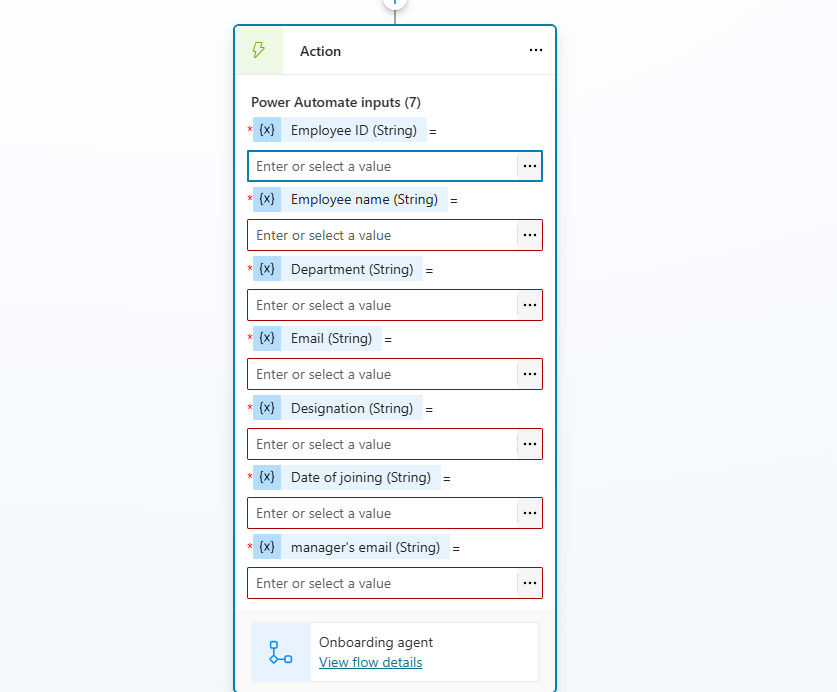 Action
Power Automate inputs (7)
* {x} Employee ID (String) =
Enter or select a value
* {x} Employee name (String) =
Enter or select a value
* {x} Department (String) =
Enter or select a value
* {x} Email (String) =
Enter or select a value
* {x} Designation (String) =
Enter or select a value
* {x} Date of joining (String) =
Enter or select a value
* {x} manager's email (String) =
Enter or select a value
Onboarding agent
View flow details